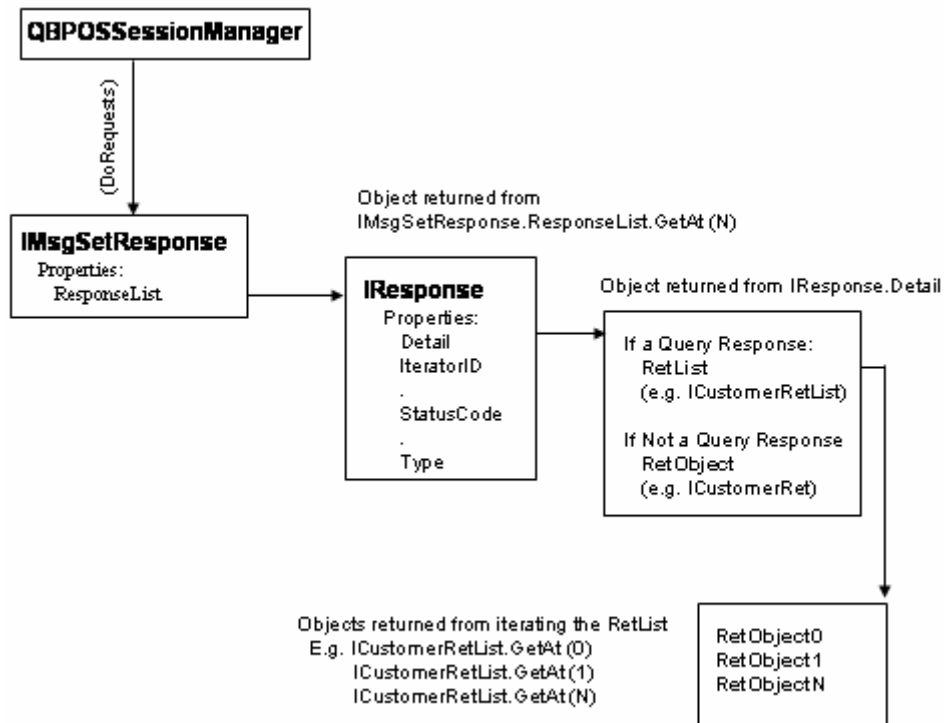 QBPOSSessionManager
(DoRequests)
Object returned from
IMsgSetResponse.ResponseList.GetAt(N)
IMsgSetResponse
Properties:
ResponseList
IResponse
Properties:
Detail
IteratorID
.
StatusCode
.
Type
Object returned from IResponse.Detail
If a Query Response:
RetList
(e.g. ICustomerRetList)
If Not a Query Response
RetObject
(e.g. ICustomerRet)
Objects returned from iterating the RetList
E.g. ICustomerRetList.GetAt(0)
ICustomerRetList.GetAt(1)
ICustomerRetList.GetAt(N)
RetObject0
RetObject1
RetObjectN